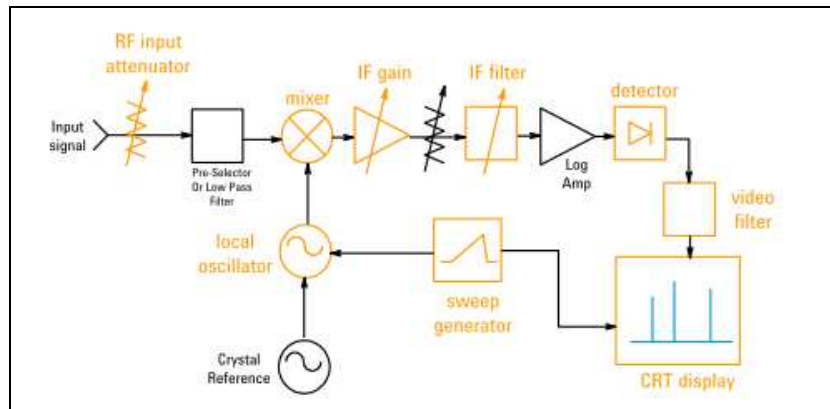 RF input
attenuator
Input
signal
Pre-Selector
Or Low Pass
Filter
mixer
IF gain
IF filter
Log
Amp
detector
video
filter
local
oscillator
sweep
generator
Crystal
Reference
CRT display